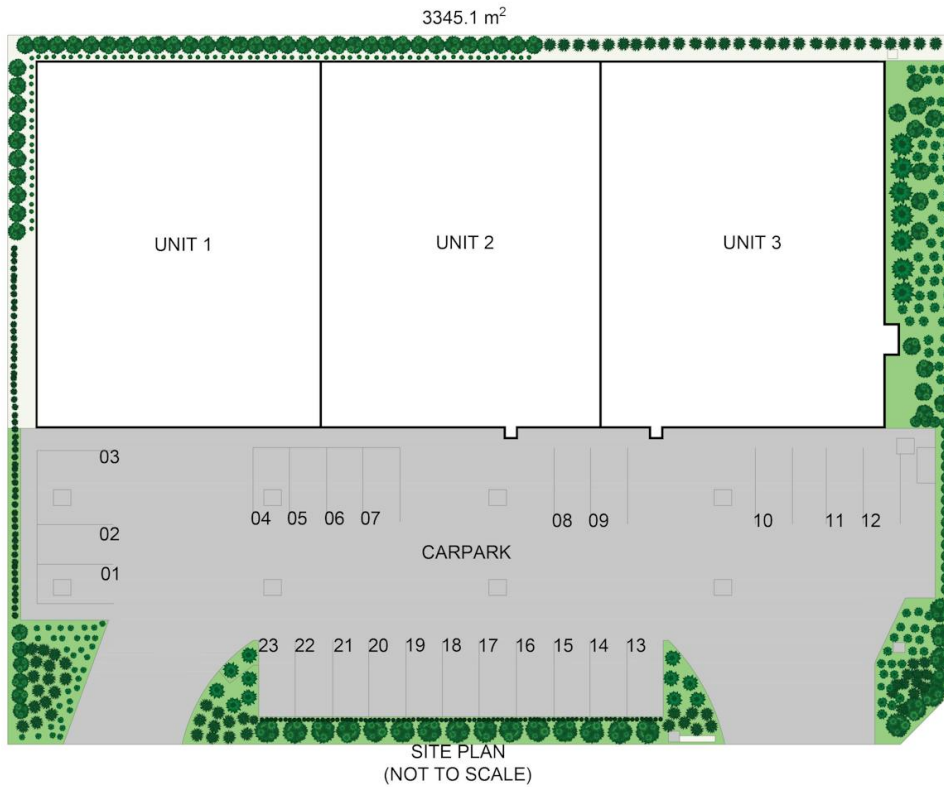 3345.1 m²
UNIT 1
UNIT 2
UNIT 3
03
02
01
04 05 06 07
08 09
10 11 12
CARPARK
23 22 21 20 19 18 17 16 15 14 13
SITE PLAN
(NOT TO SCALE)